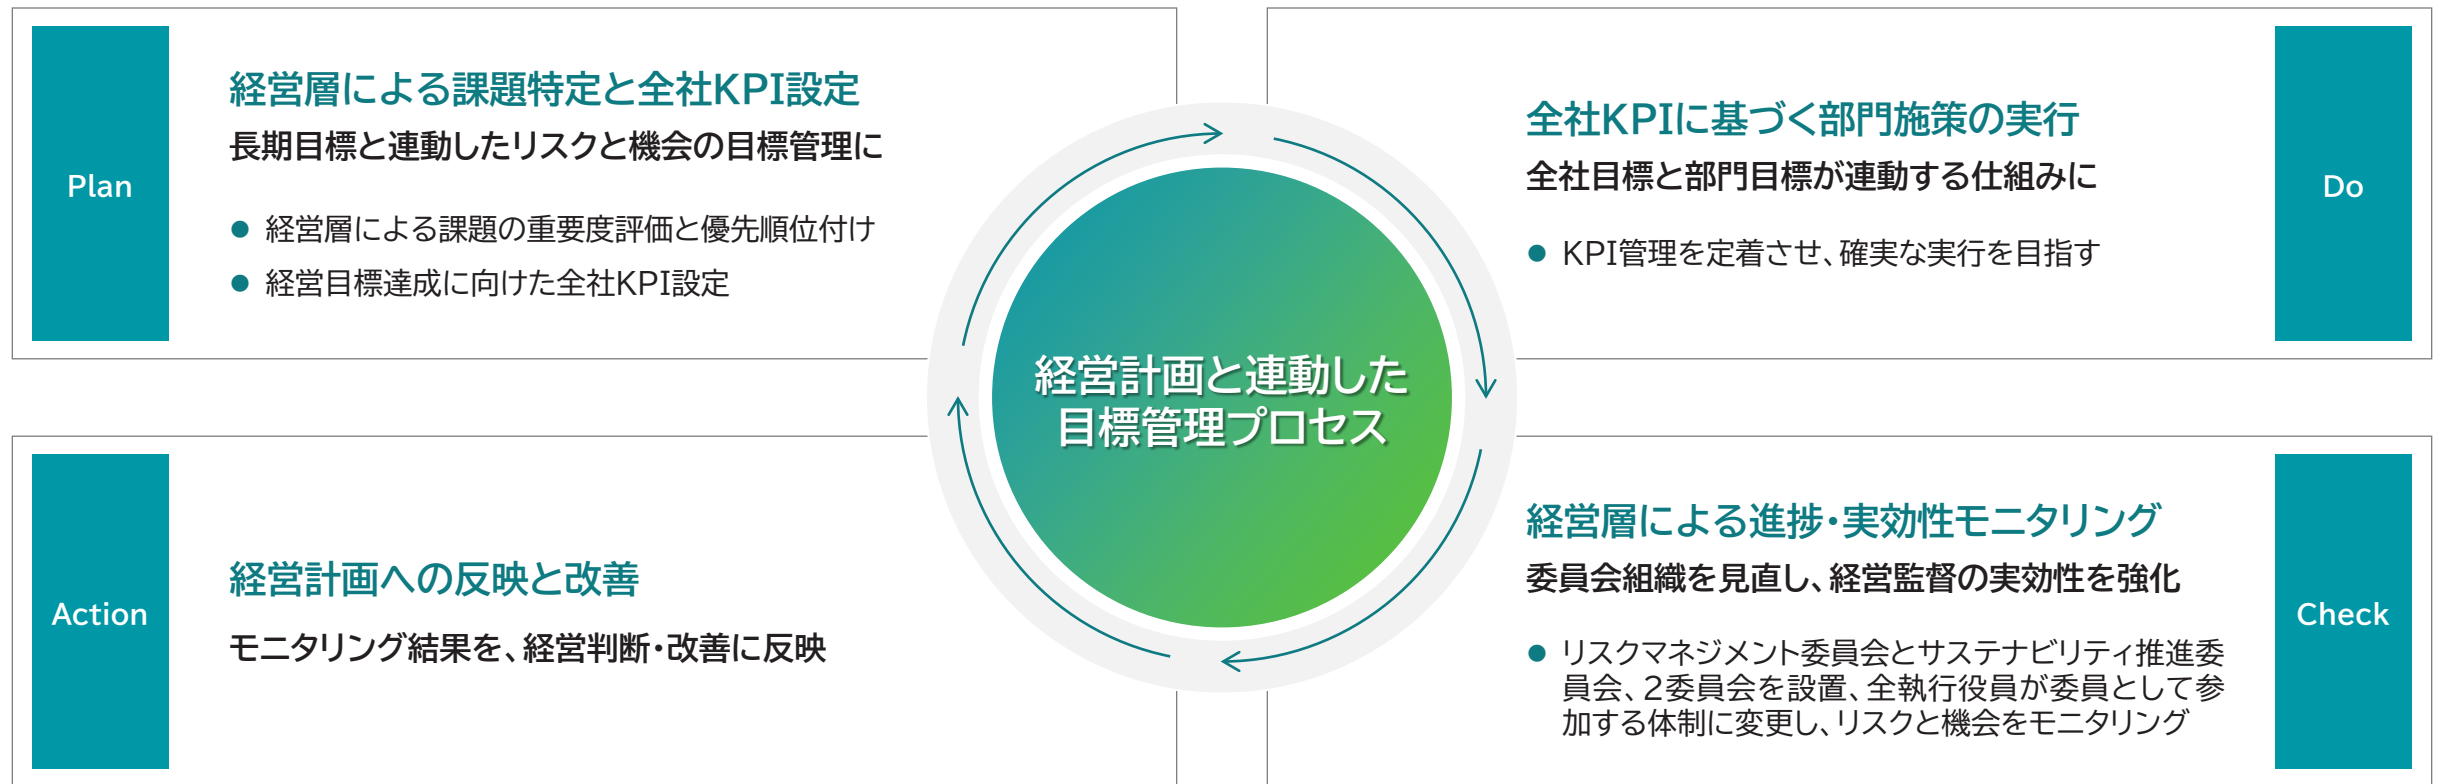 Plan
経営層による課題特定と全社KPI設定
長期目標と連動したリスクと機会の目標管理に
● 経営層による課題の重要度評価と優先順位付け
● 経営目標達成に向けた全社KPI設定
Do
全社KPIに基づく部門施策の実行
全社目標と部門目標が連動する仕組みに
● KPI管理を定着させ、確実な実行を目指す
経営計画と連動した
目標管理プロセス
Check
経営層による進捗・実効性モニタリング
委員会組織を見直し、経営監督の実効性を強化
● リスクマネジメント委員会とサステナビリティ推進委
員会、2委員会を設置、全執行役員が委員として参
加する体制に変更し、リスクと機会をモニタリング
Action
経営計画への反映と改善
モニタリング結果を、経営判断・改善に反映